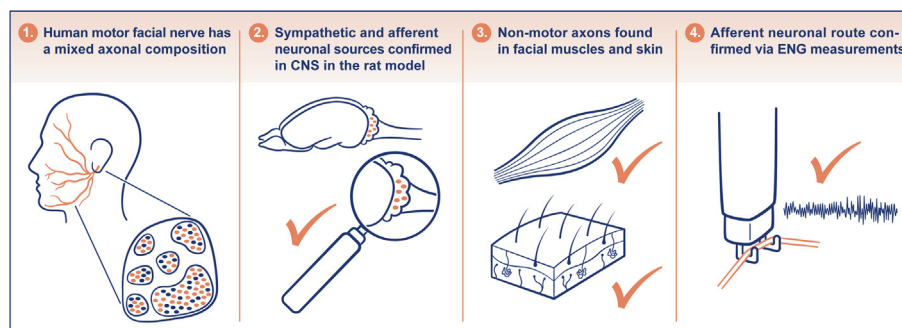 1. Human motor facial nerve has
a mixed axonal composition
2. Sympathetic and afferent
neuronal sources confirmed
in CNS in the rat model
3. Non-motor axons found
in facial muscles and skin
4. Afferent neuronal route con-
firmed via ENG measurements